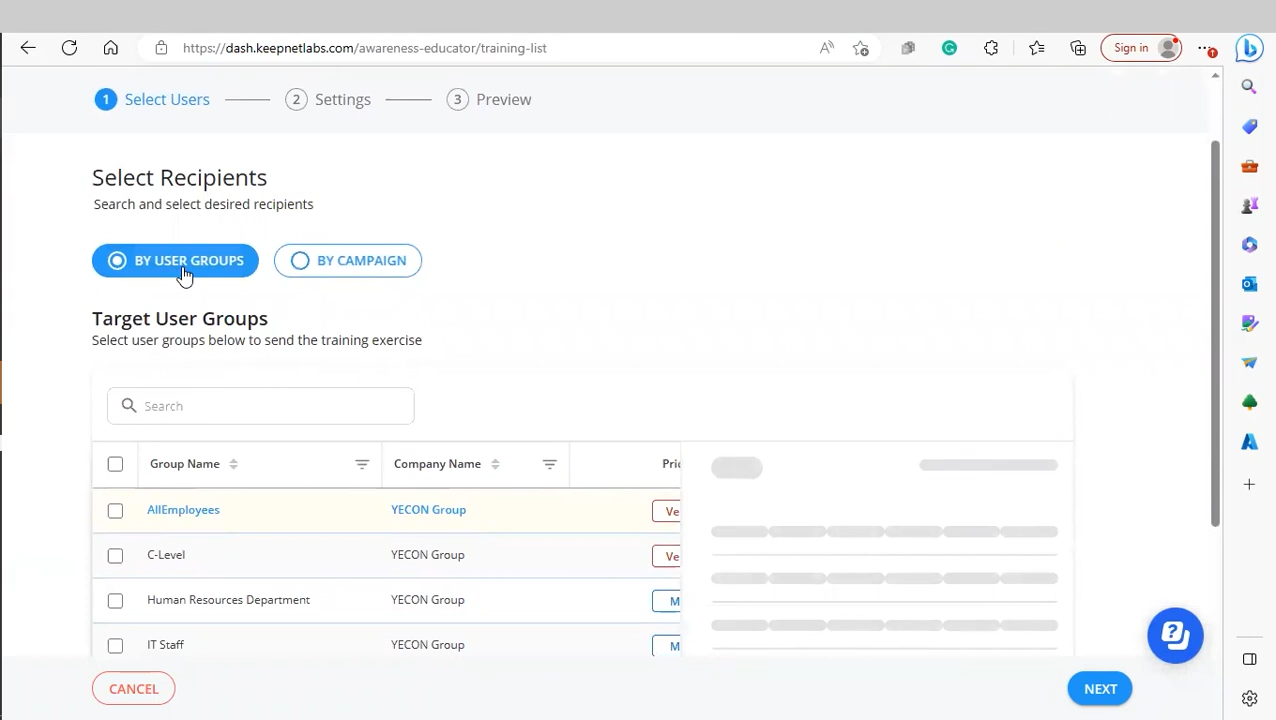 https://dash.keepnetlabs.com/awareness-educator/training-list
A
Sign in
1 Select Users
2 Settings
3 Preview
Select Recipients
Search and select desired recipients
BY USER GROUPS
BY CAMPAIGN
Target User Groups
Select user groups below to send the training exercise
Search
Group Name
Company Name
Pric
AllEmployees
YECON Group
Ve
C-Level
YECON Group
Ve
Human Resources Department
YECON Group
M
IT Staff
YECON Group
M
CANCEL
NEXT